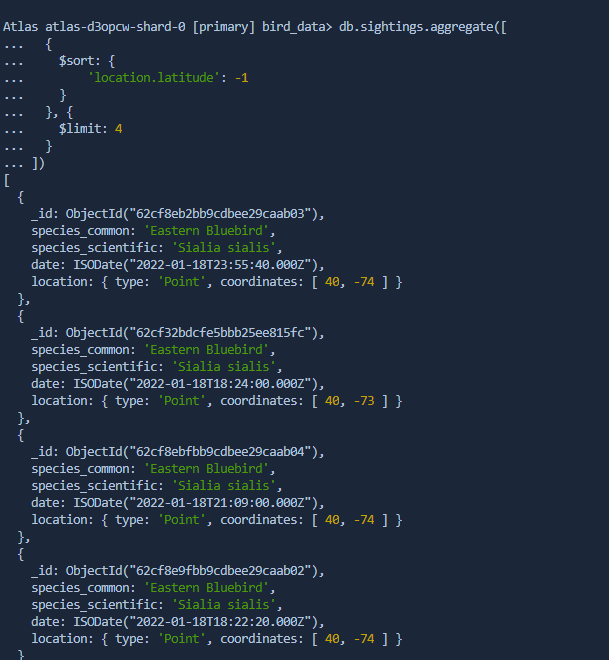 Atlas atlas-d3opcw-shard-0 [primary] bird_data> db.sightings.aggregate([
...   {
...     $sort: {
...         'location.latitude': -1
...     }
...   }, {
...     $limit: 4
...   }
... ])
[
  {
    _id: ObjectId("62cf8eb2bb9cdbee29caab03"),
    species_common: 'Eastern Bluebird',
    species_scientific: 'Sialia sialis',
    date: ISODate("2022-01-18T23:55:40.000Z"),
    location: { type: 'Point', coordinates: [ 40, -74 ] }
  },
  {
    _id: ObjectId("62cf32bdcfe5bbb25ee815fc"),
    species_common: 'Eastern Bluebird',
    species_scientific: 'Sialia sialis',
    date: ISODate("2022-01-18T18:24:00.000Z"),
    location: { type: 'Point', coordinates: [ 40, -73 ] }
  },
  {
    _id: ObjectId("62cf8ebfbb9cdbee29caab04"),
    species_common: 'Eastern Bluebird',
    species_scientific: 'Sialia sialis',
    date: ISODate("2022-01-18T21:09:00.000Z"),
    location: { type: 'Point', coordinates: [ 40, -74 ] }
  },
  {
    _id: ObjectId("62cf8e9fbb9cdbee29caab02"),
    species_common: 'Eastern Bluebird',
    species_scientific: 'Sialia sialis',
    date: ISODate("2022-01-18T18:22:20.000Z"),
    location: { type: 'Point', coordinates: [ 40, -74 ] }
  }